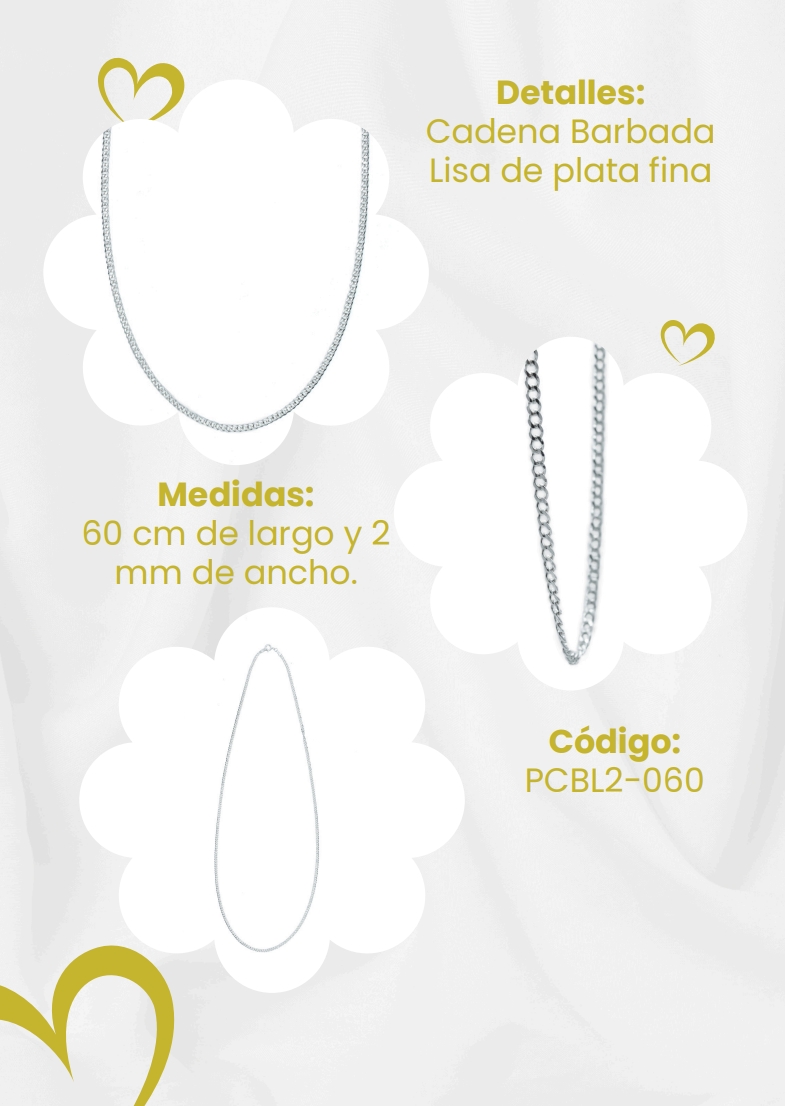 Detalles:
Cadena Barbada
Lisa de plata fina
Medidas:
60 cm de largo y 2
mm de ancho.
Código:
PCBL2-060